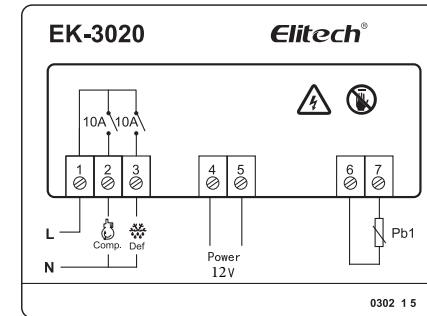 EK-3020 Elitech®
10A 10A
1 2 3 4 5 6 7
L
Comp. Def
Pb1
N
Power
12V
0302 1 5